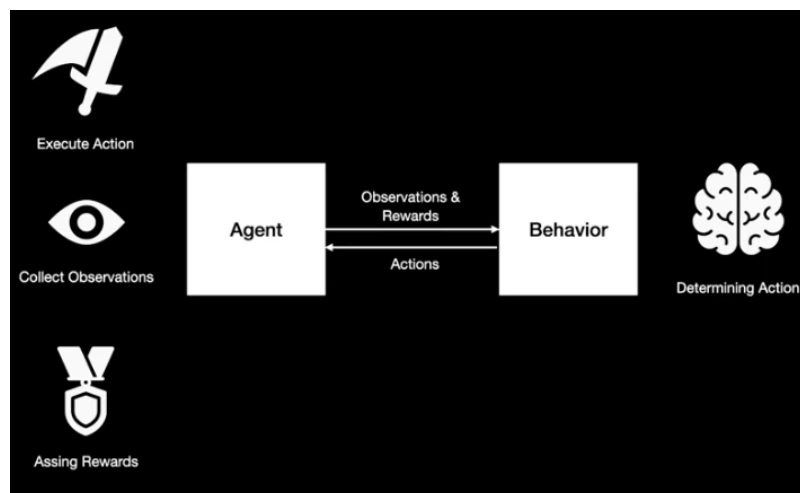 Execute Action
Collect Observations
Assing Rewards
Agent
Observations &
Rewards
Actions
Behavior
Determining Action